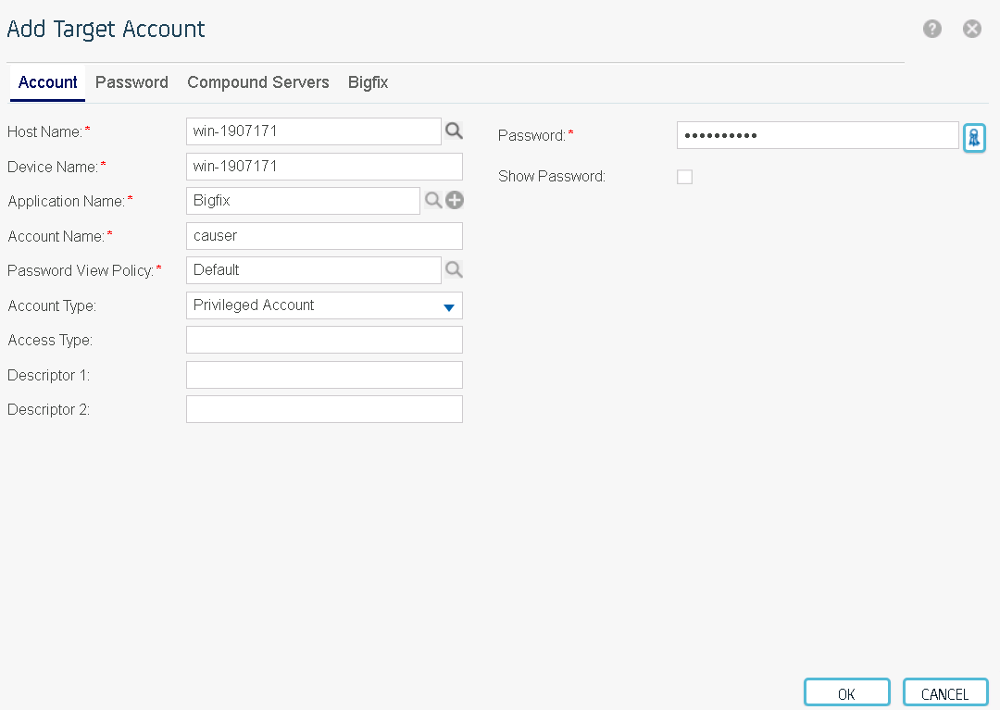 Add Target Account
?
Account Password Compound Servers Bigfix
Host Name:* win-1907171
Device Name:* win-1907171
Application Name:* Bigfix
Account Name:* causer
Password View Policy:* Default
Account Type: Privileged Account
Access Type:
Descriptor 1:
Descriptor 2:
Password:* ••••••••••
Show Password:
OK CANCEL